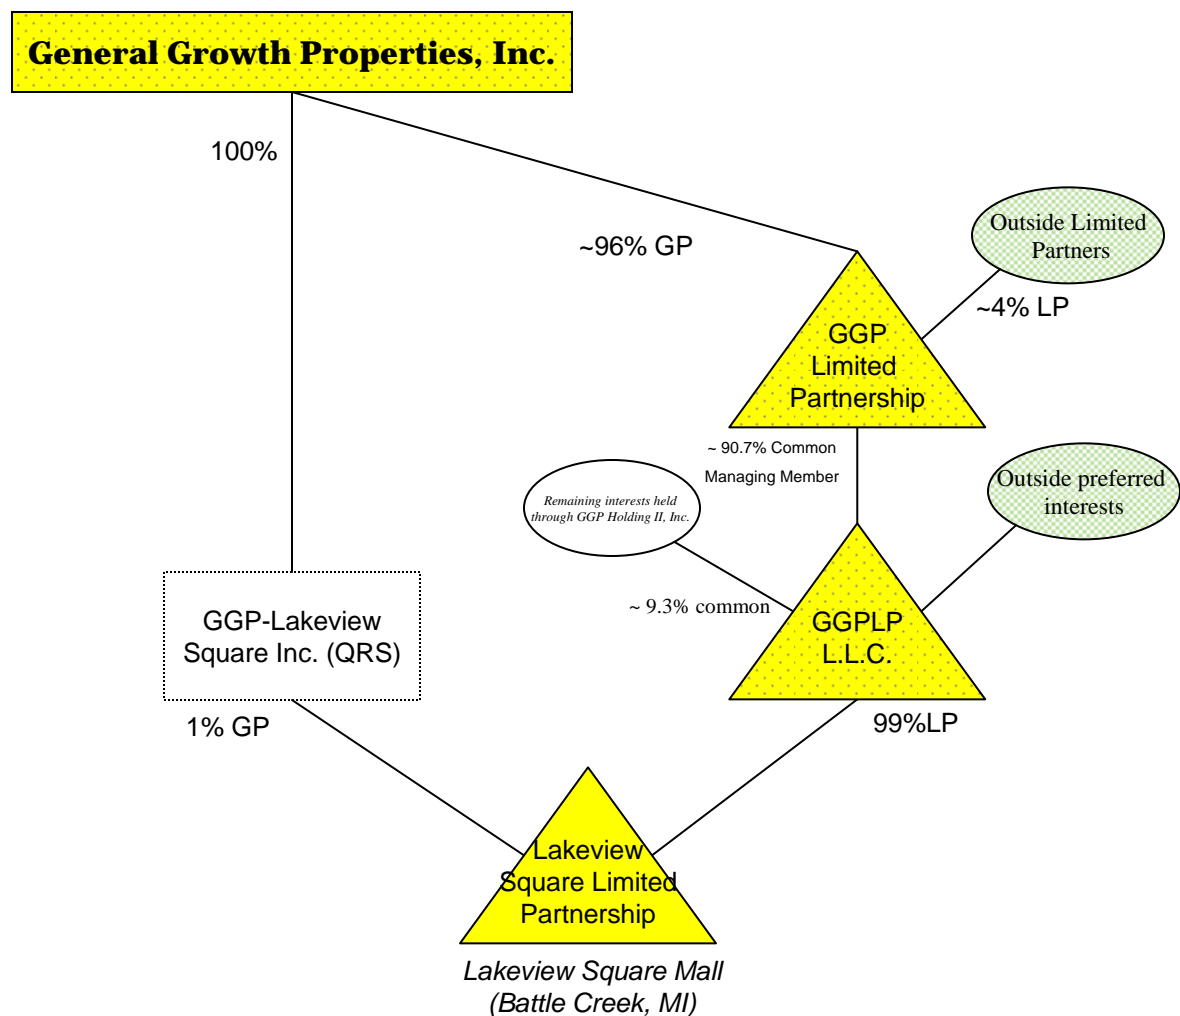 General Growth Properties, Inc.
100%
~96% GP
Outside Limited
Partners
~4% LP
GGP
Limited
Partnership
~ 90.7% Common
Managing Member
Remaining interests held
through GGP Holding II, Inc.
Outside preferred
interests
~ 9.3% common
GGP-Lakeview
Square Inc. (QRS)
GGPLP
L.L.C.
1% GP
99%LP
Lakeview
Square Limited
Partnership
Lakeview Square Mall
(Battle Creek, MI)